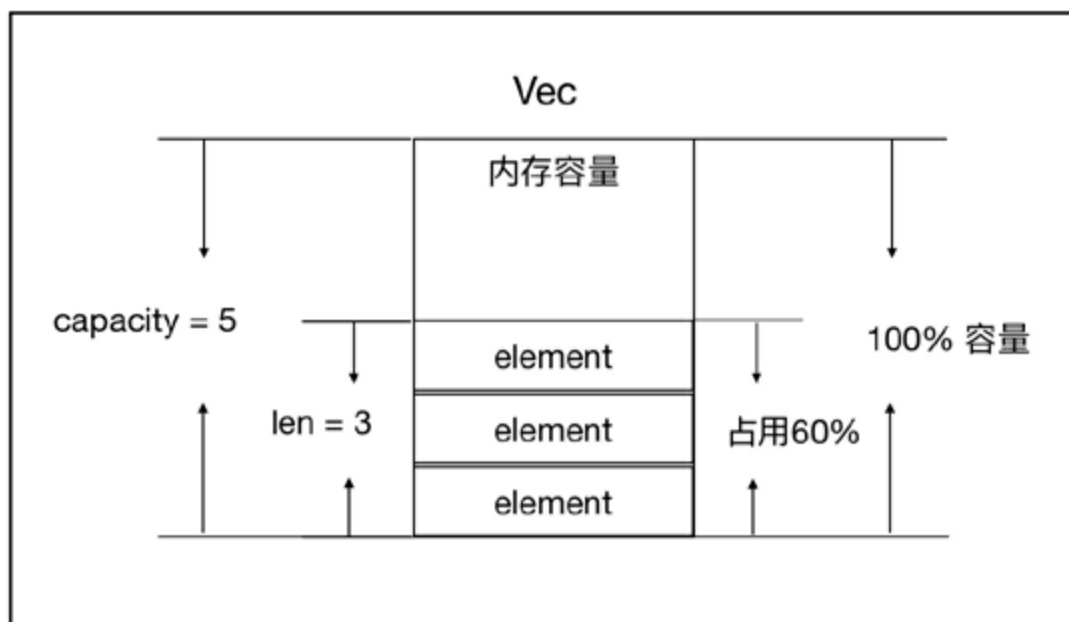 Vec
内存容量
capacity = 5
100% 容量
element
len = 3
element
占用60%
element